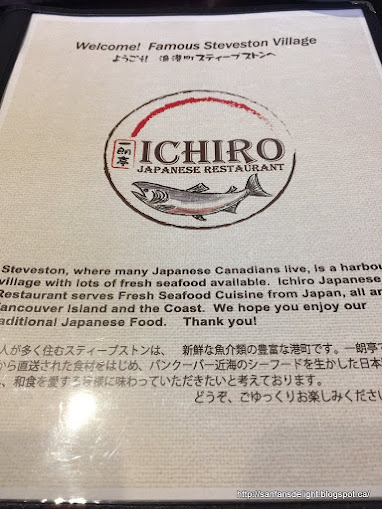 Welcome! Famous Steveston Village
ようこそ! 漁港町スティーブストンへ
一朗亭
ICHIRO
JAPANESE RESTAURANT
Steveston, where many Japanese Canadians live, is a harbou
village with lots of fresh seafood available. Ichiro Japanese
Restaurant serves Fresh Seafood Cuisine from Japan, all ar
ancouver Island and the Coast. We hope you enjoy our
aditional Japanese Food. Thank you!
人が多く住むスティーブストンは、 新鮮な魚介類の豊富な港町です。一朗亭で
から直送された食材をはじめ、バンクーバー近海のシーフードを生かした日本
、和食を愛する皆様に味わっていただきたいと考えております。
どうぞ、ごゆっくりお楽しみくださ
http://sanfansdelight.blogspot.ca/